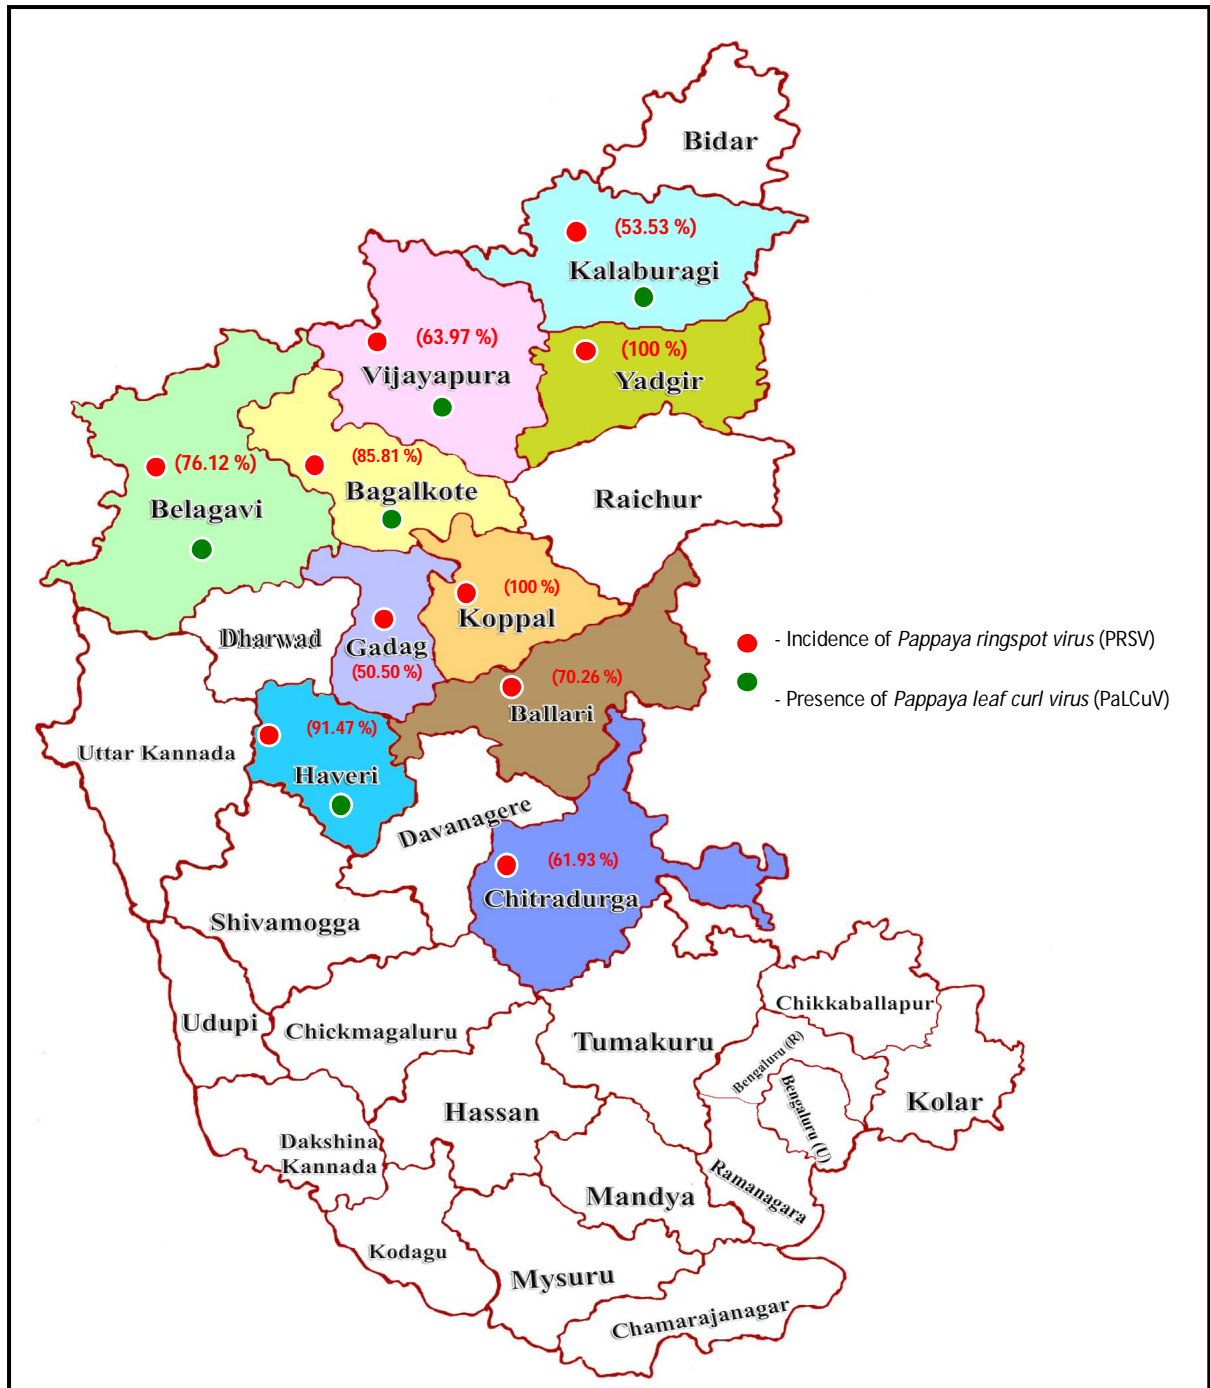 Bidar
(53.53 %)
Kalaburagi
(63.97 %)
Vijayapura
(100 %)
Yadgir
(76.12 %)
Belagavi
(85.81 %)
Bagalkote
Raichur
(100 %)
Koppal
Dharwad
Gadag
(50.50 %)
- Incidence of Pappaya ringspot virus (PRSV)
- Presence of Pappaya leaf curl virus (PaLCuV)
(70.26 %)
Ballari
(91.47 %)
Haveri
Uttar Kannada
Davanagere
(61.93 %)
Chitradurga
Shivamogga
Udupi
Chickmagaluru
Tumakuru
Chikkaballapur
Bengaluru (R)
Bengaluru (U)
Kolar
Hassan
Dakshina
Kannada
Mandya
Ramanagara
Kodagu
Mysuru
Chamarajanagar